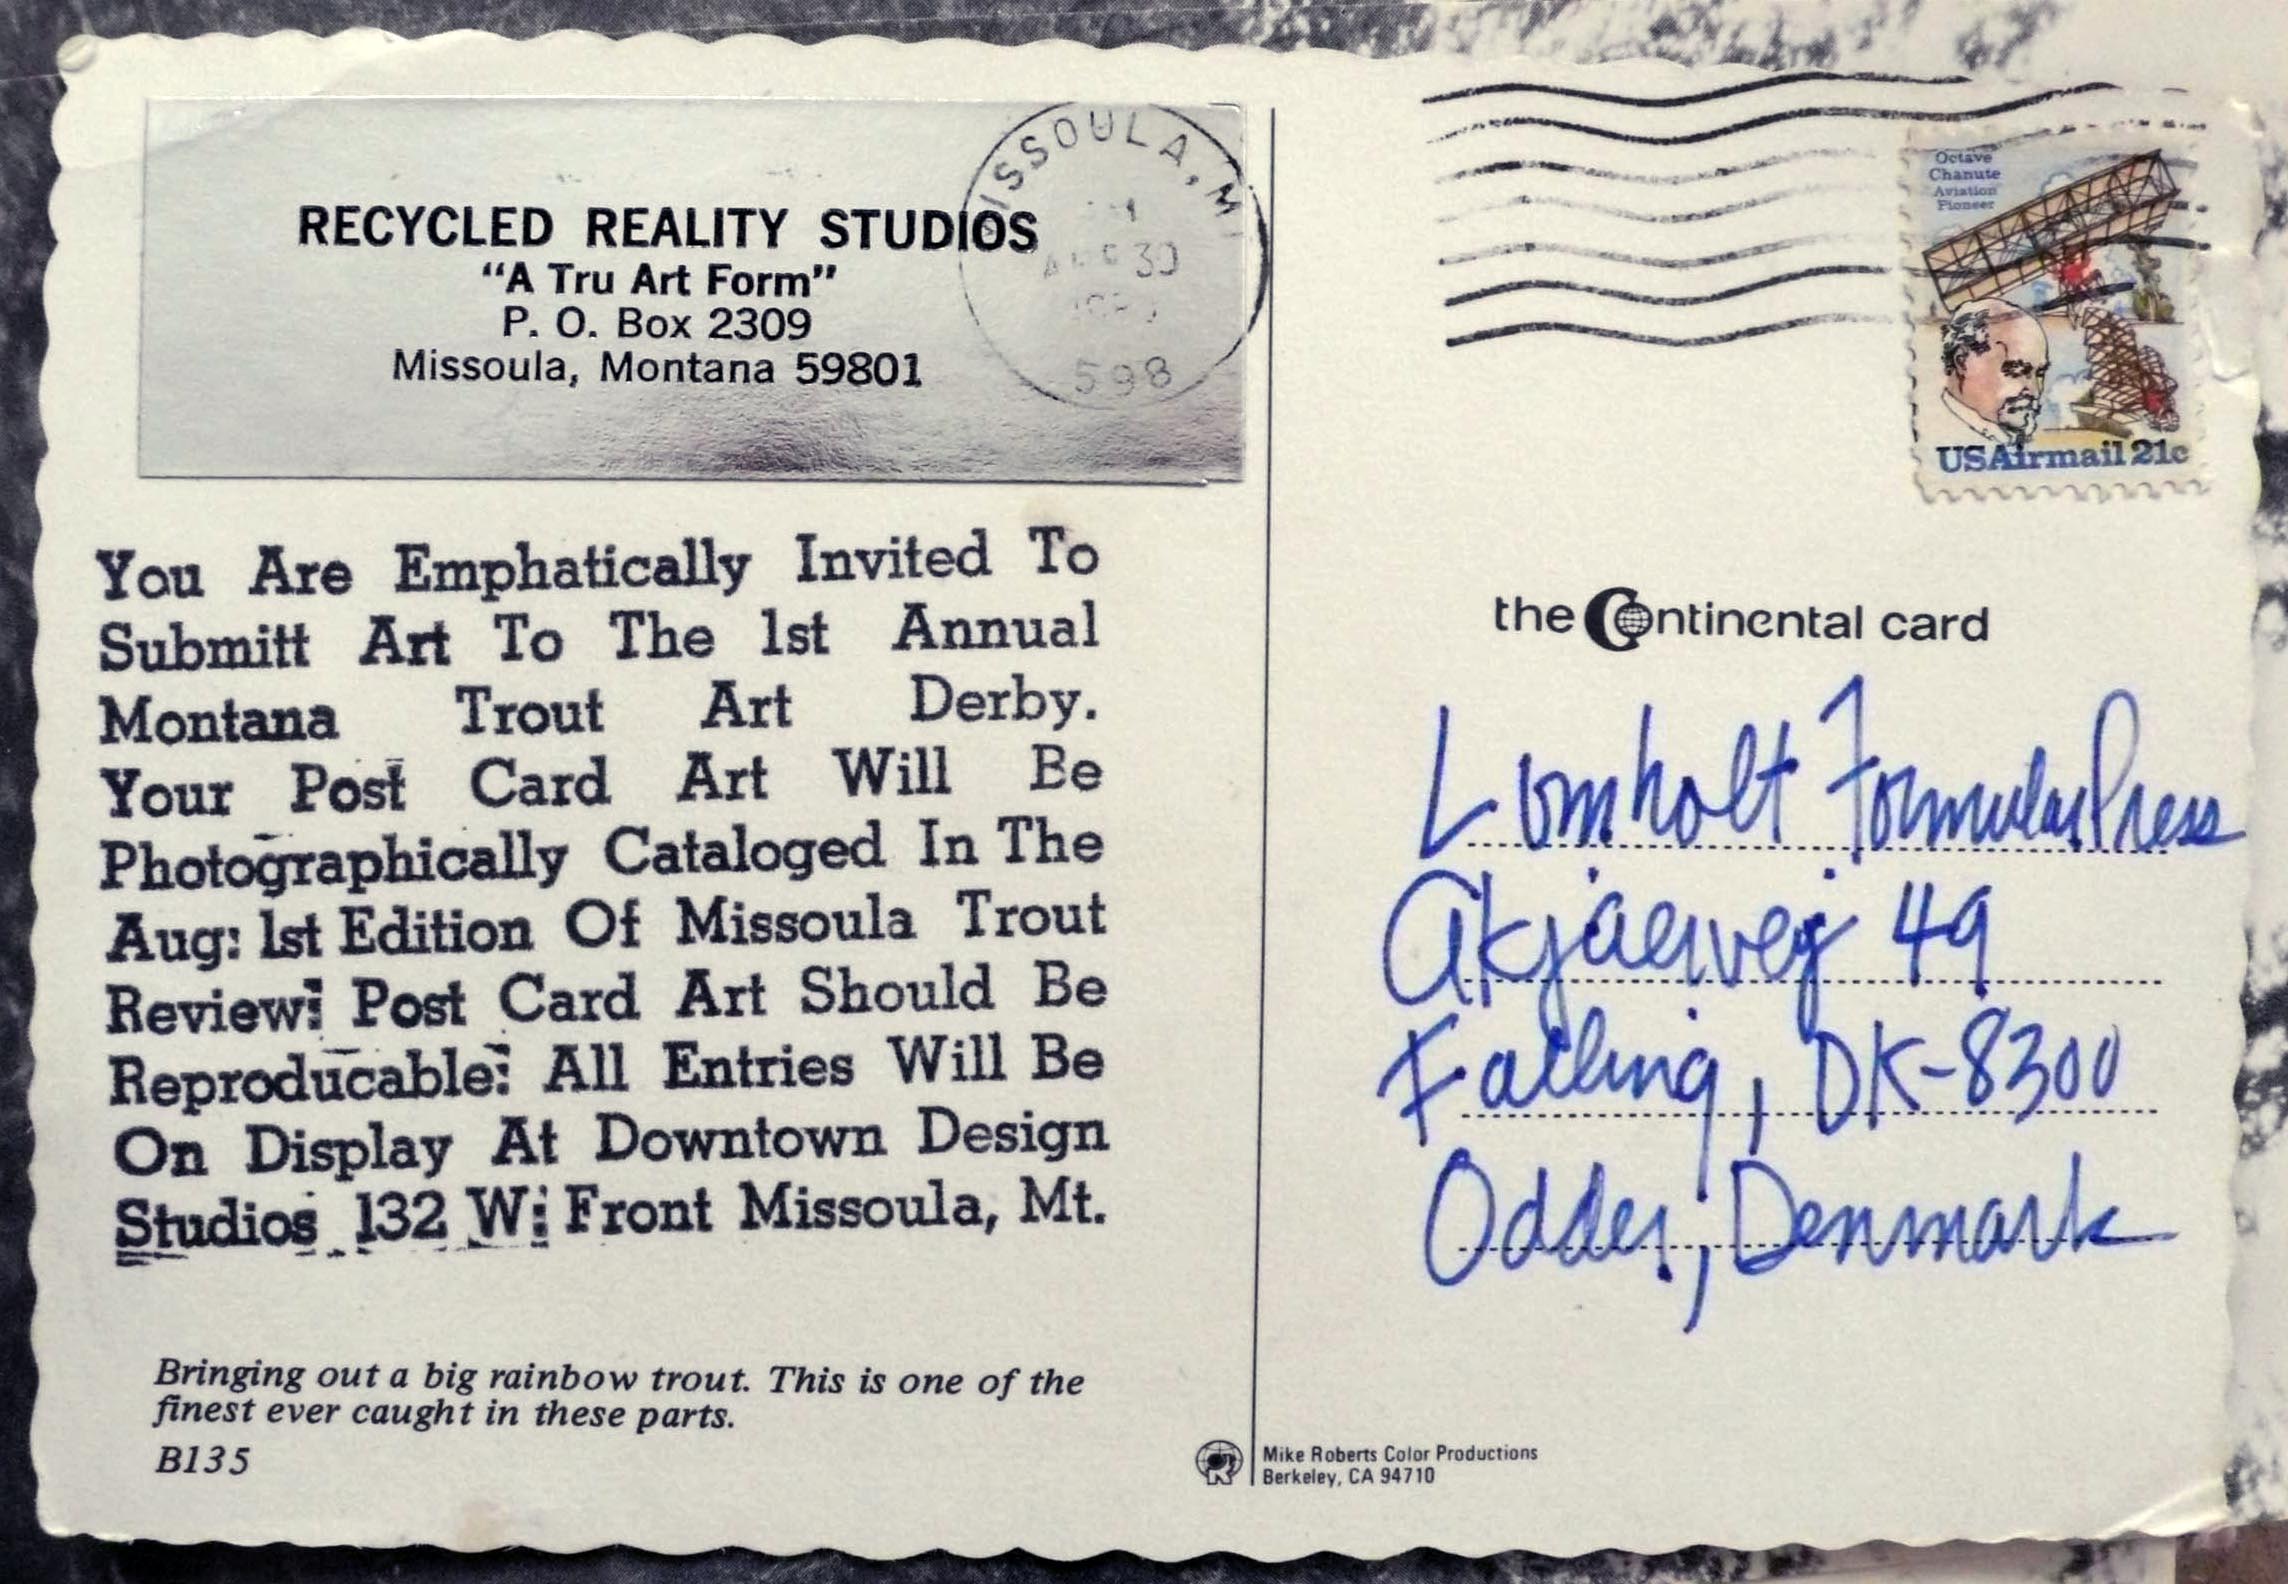 RECYCLED REALITY STUDIOS
"A Tru Art Form"
P. O. Box 2309
Missoula, Montana 59801
ISSOULA, M
30
598
You Are Emphatically Invited To
Submitt Art To The 1st Annual
Montana Trout Art Derby.
Your Post Card Art Will Be
Photographically Cataloged In The
Aug: 1st Edition Of Missoula Trout
Review: Post Card Art Should Be
Reproducable: All Entries Will Be
On Display At Downtown Design
Studios 132 W: Front Missoula, Mt.
Bringing out a big rainbow trout. This is one of the
finest ever caught in these parts.
B135
Octave
Chanute
Aviation
Pioneer
USAirmail 21c
the Continental card
Lomholt Formular Press
Akjaervej 49
Falling, DK-8300
Odder, Denmark
Mike Roberts Color Productions
Berkeley, CA 94710